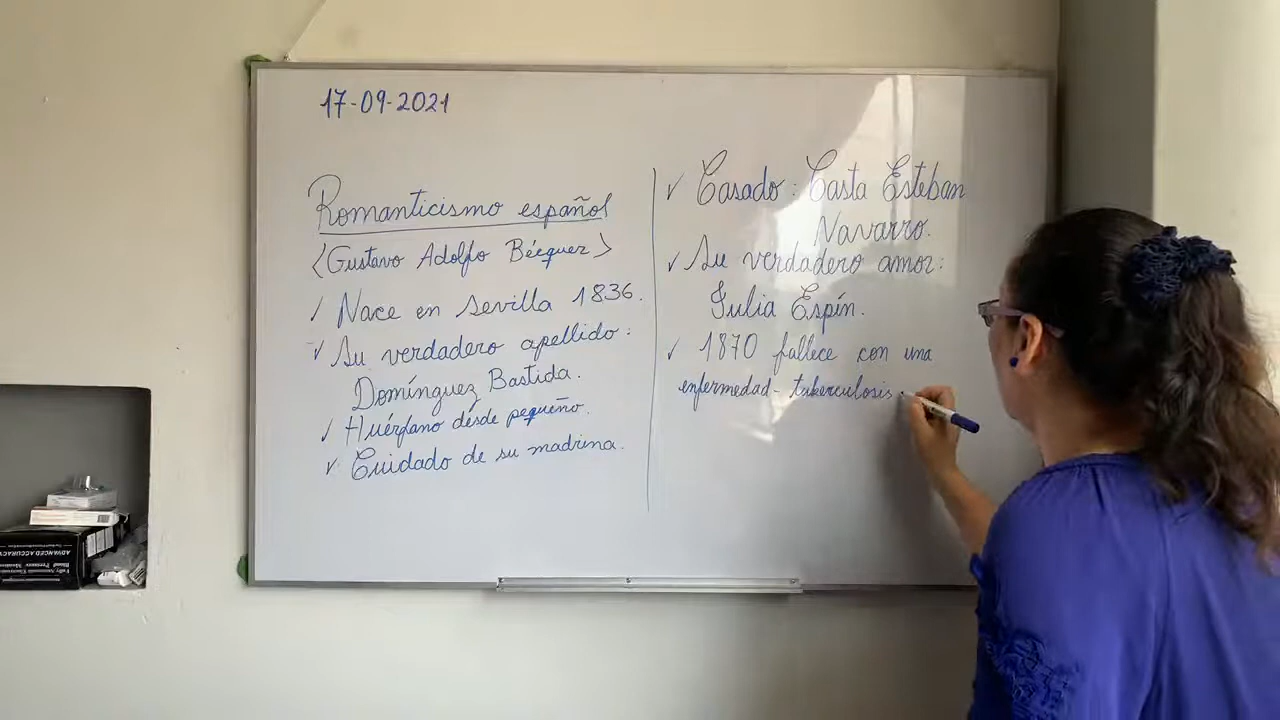 17-09-2021
Romanticismo español
<Gustavo Adolfo Bécquer>
✓ Nace en Sevilla 1836.
✓ Su verdadero apellido:
Domínguez Bastida.
✓ Huérfano desde pequeño.
✓ Cuidado de su madrina.
✓ Casado: Casta Esteban
Navarro.
✓ Su verdadero amor:
Julia Espín.
✓ 1870 fallece con una
enfermedad - tuberculosis.
ADVANCED ACCURACY